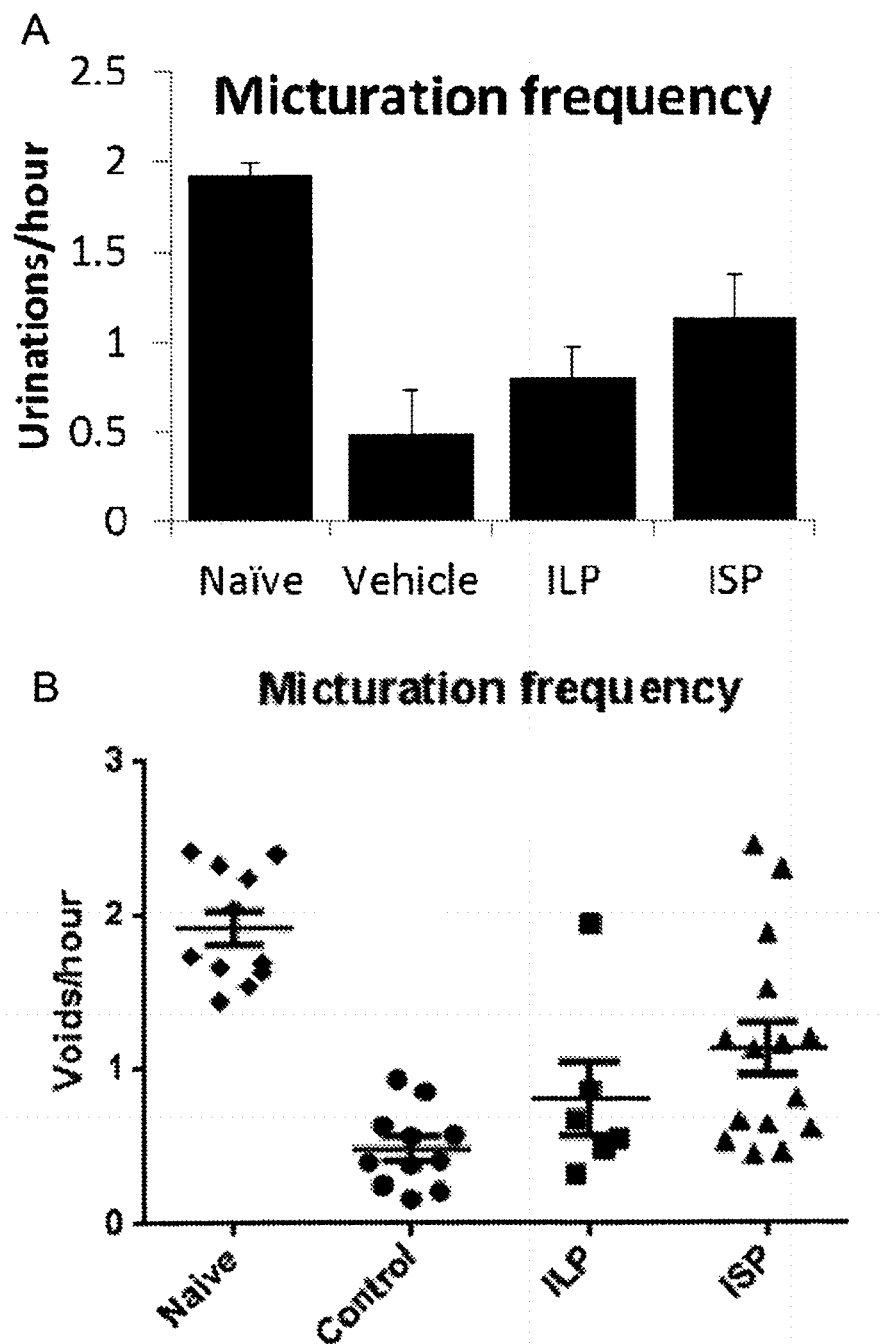 A
Micturation frequency
Urinations/hour
2.5
2
1.5
1
0.5
0
Naïve Vehicle ILP ISP
B
Micturation frequency
Voids/hour
3
2
1
0
Naïve Control ILP ISP